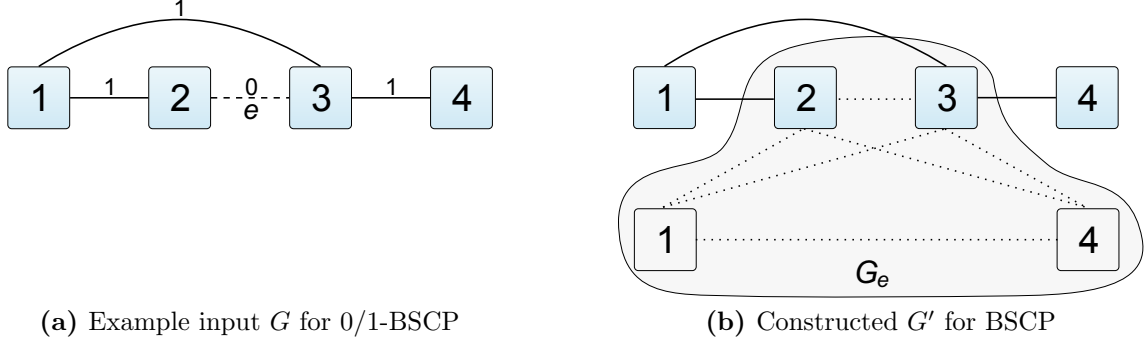 1
1 1 2 0 e 3 1 4
1 2 3 4
1 4
G_e
(a) Example input G for 0/1-BSCP
(b) Constructed G′ for BSCP